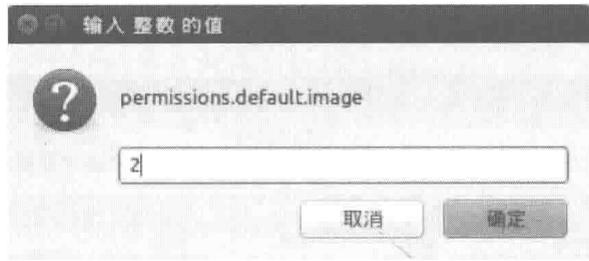 输入 整数 的值
permissions.default.image
2
取消
确定